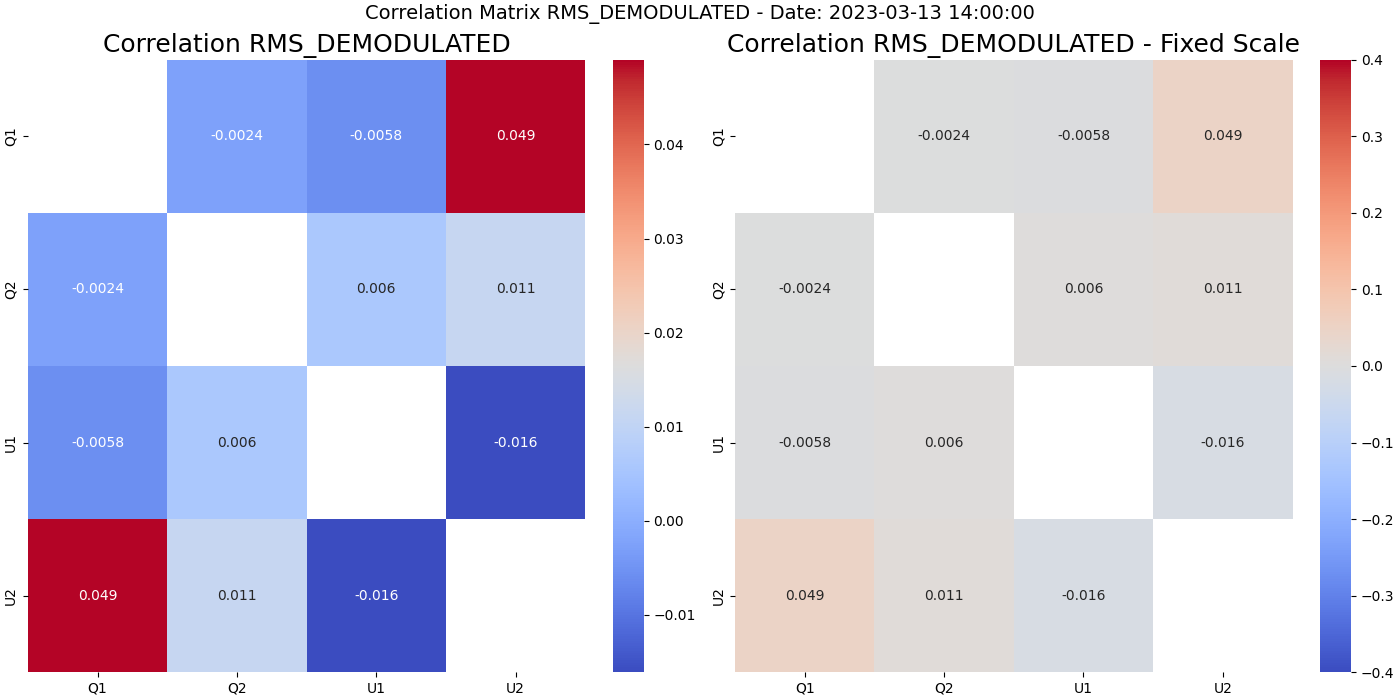 Correlation Matrix RMS_DEMODULATED - Date: 2023-03-13 14:00:00
Correlation RMS_DEMODULATED
Q1
-0.0024
-0.0058
0.049
Q2
-0.0024
0.006
0.011
U1
-0.0058
0.006
-0.016
U2
0.049
0.011
-0.016
Q1
Q2
U1
U2
0.04
0.03
0.02
0.01
0.00
−0.01
Correlation RMS_DEMODULATED - Fixed Scale
Q1
-0.0024
-0.0058
0.049
Q2
-0.0024
0.006
0.011
U1
-0.0058
0.006
-0.016
U2
0.049
0.011
-0.016
Q1
Q2
U1
U2
0.4
0.3
0.2
0.1
0.0
−0.1
−0.2
−0.3
−0.4